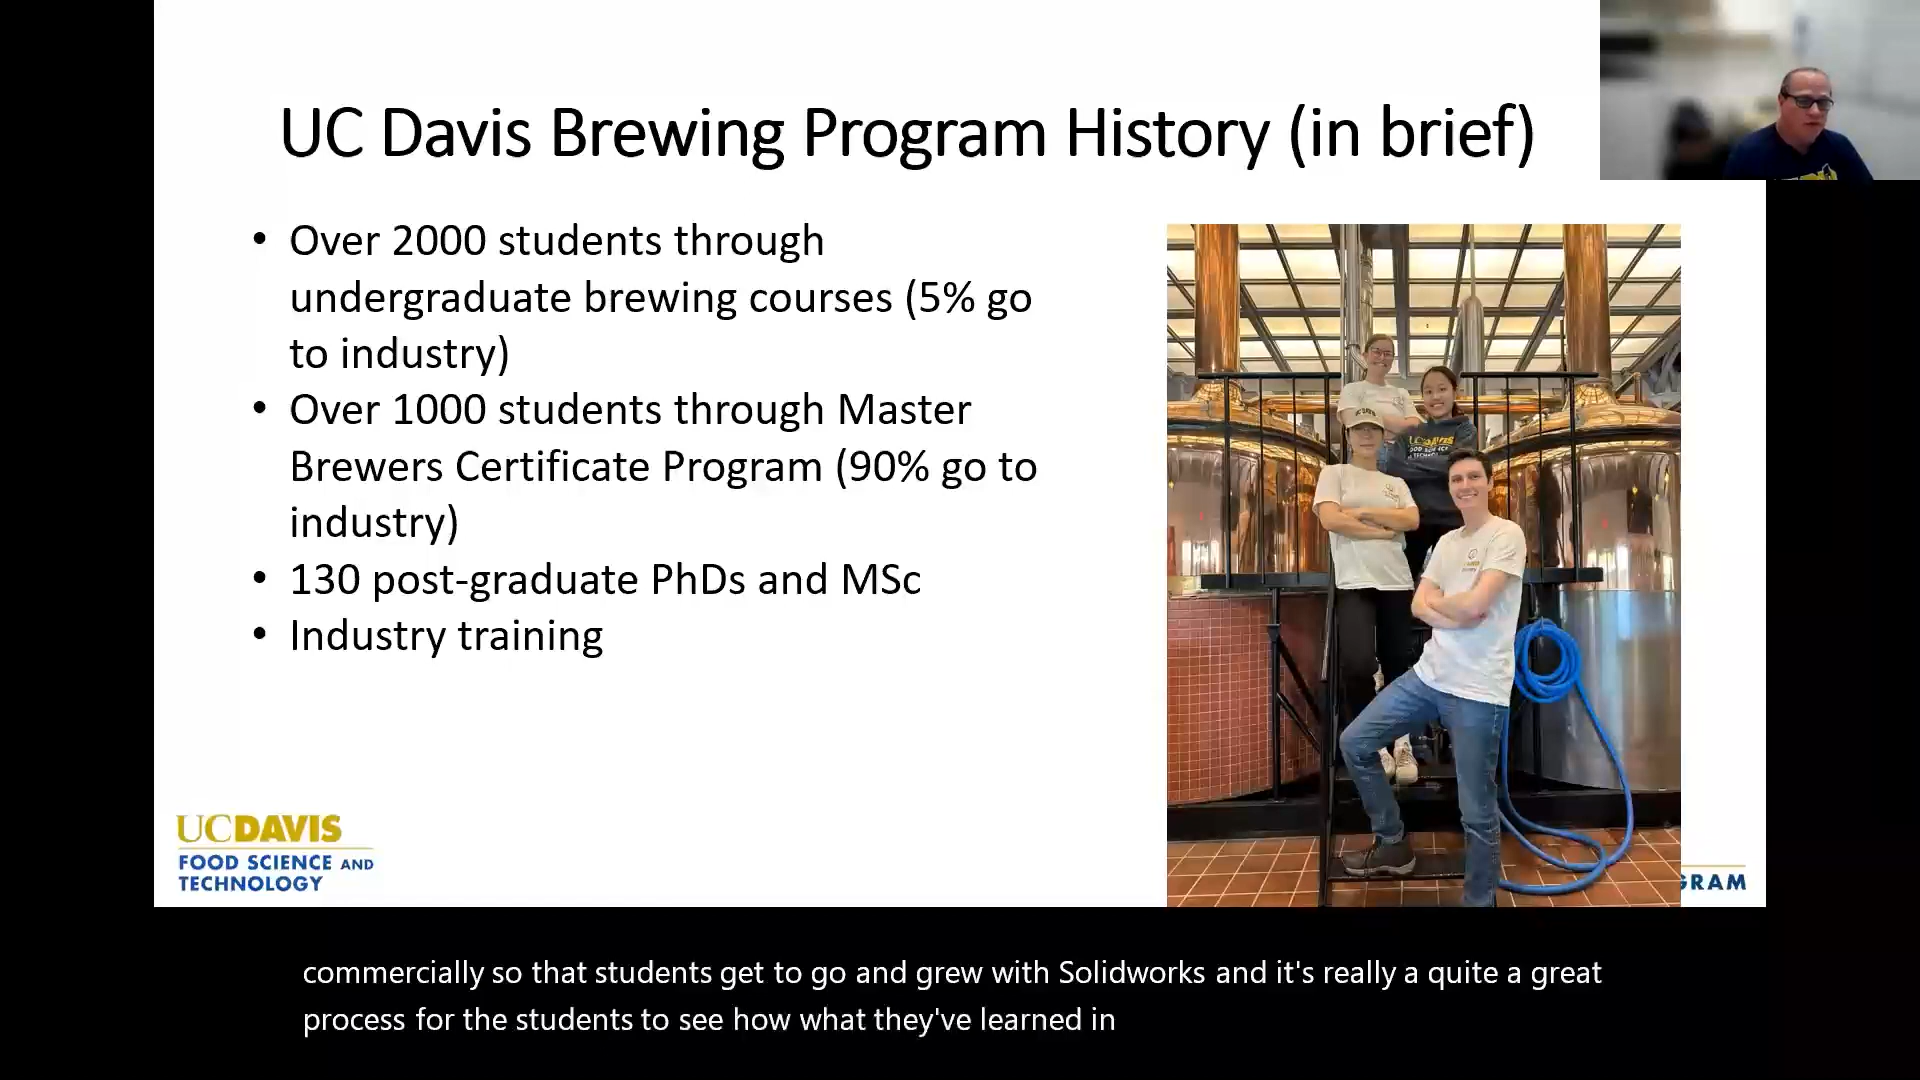 UC Davis Brewing Program History (in brief)
• Over 2000 students through
undergraduate brewing courses (5% go
to industry)
• Over 1000 students through Master
Brewers Certificate Program (90% go to
industry)
• 130 post-graduate PhDs and MSc
• Industry training
UC DAVIS
FOOD SCIENCE AND
TECHNOLOGY
commercially so that students get to go and grew with Solidworks and it's really a quite a great
process for the students to see how what they've learned in